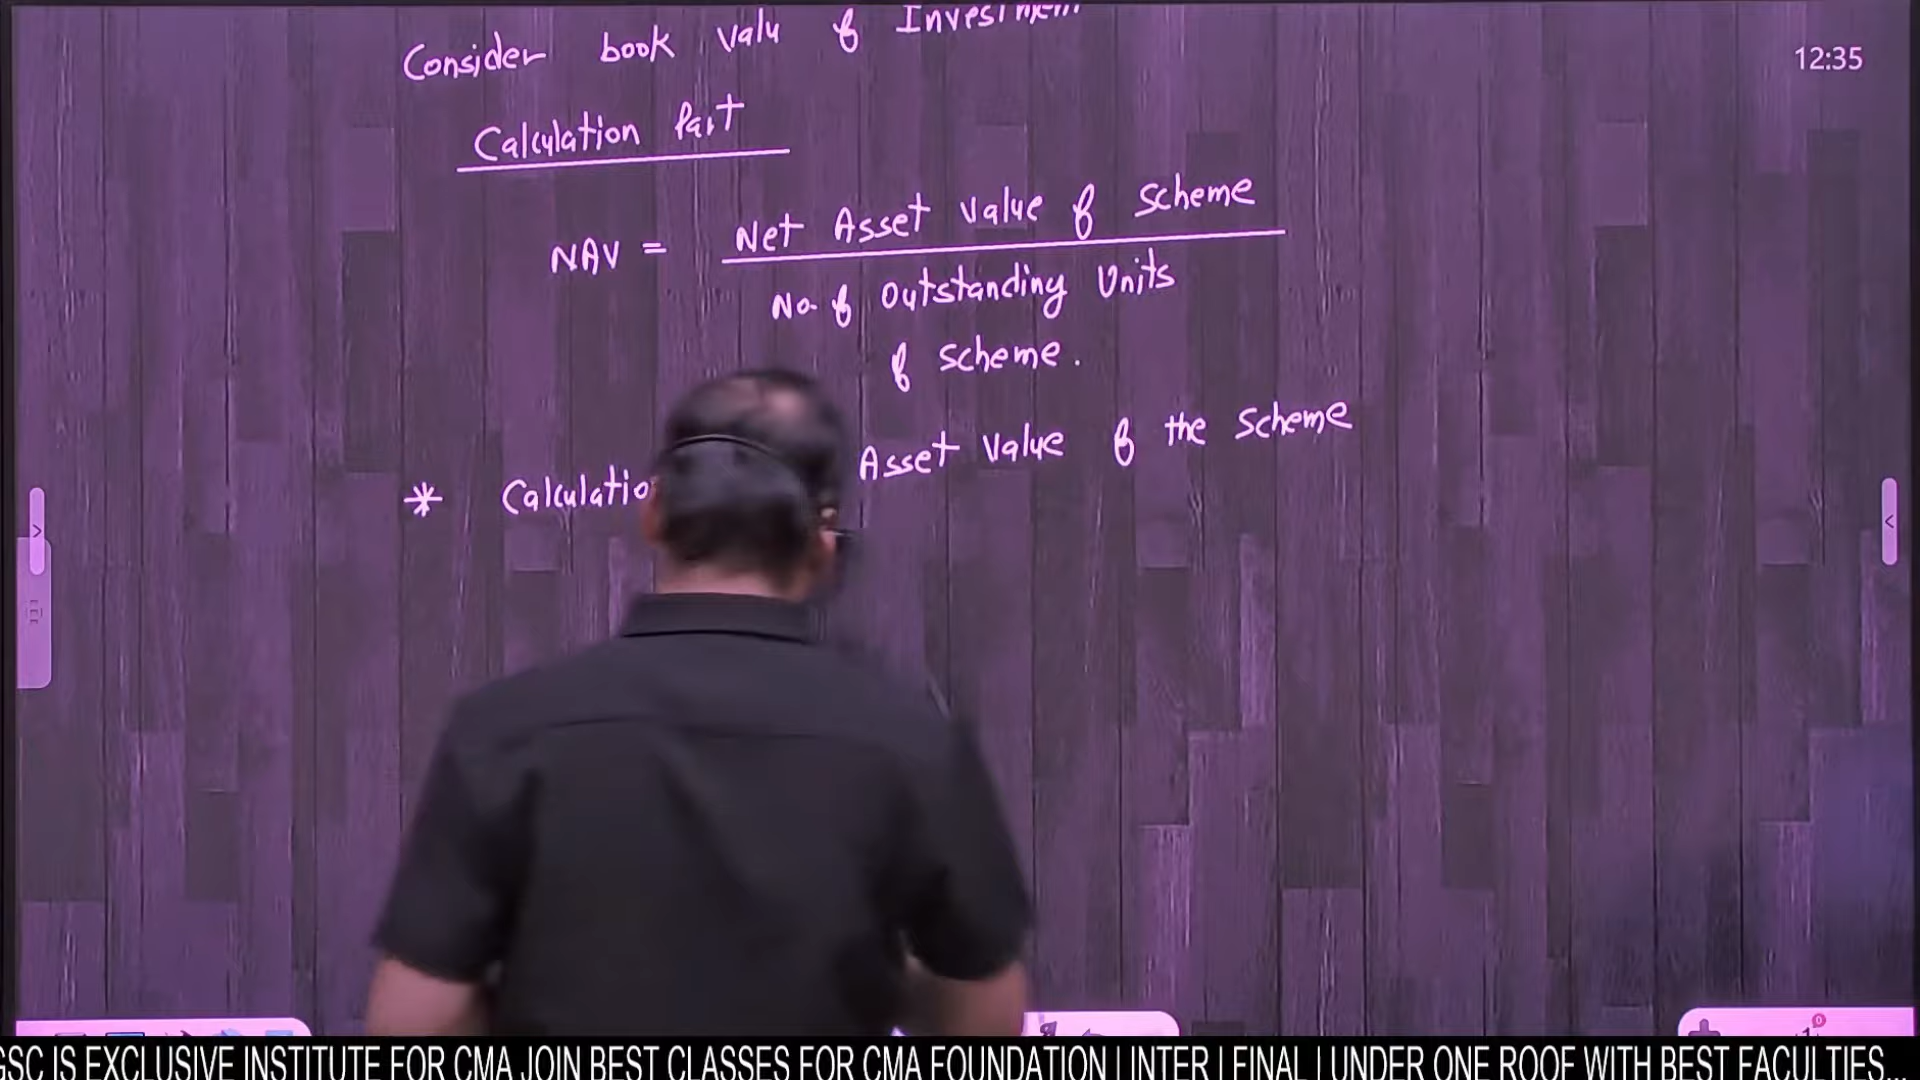 Consider book valu of Investment
12:35
Calculation Part
NAV = Net Asset Value of Scheme
No. of Outstanding Units
of scheme.
* Calculatio Asset Value of the Scheme
GSC IS EXCLUSIVE INSTITUTE FOR CMA JOIN BEST CLASSES FOR CMA FOUNDATION | INTER | FINAL | UNDER ONE ROOF WITH BEST FACULTIES...